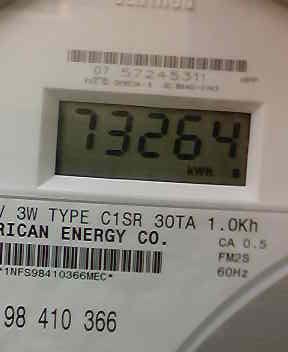 07 57245311
73264
kWh
V 3W TYPE C1SR 30TA 1.0Kh
RICAN ENERGY CO.
CA 0.5
FM2S
60Hz
*1NFS98410366MEC*
98 410 366